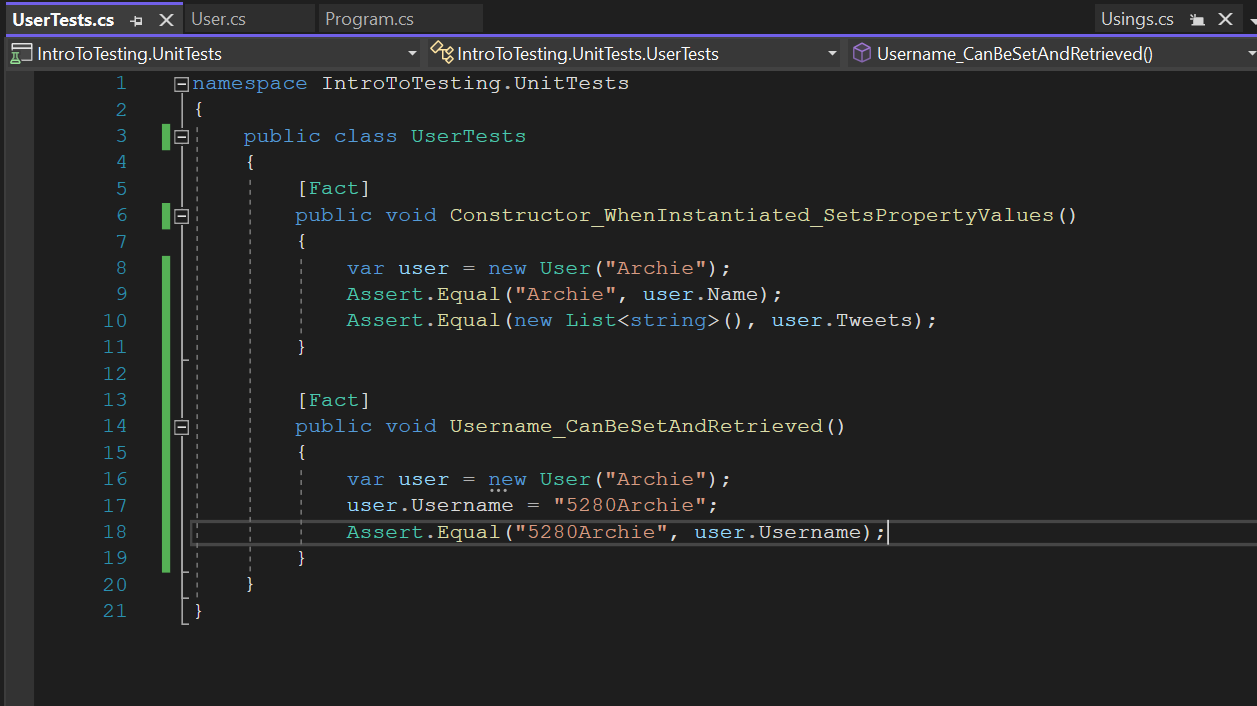 UserTests.cs User.cs Program.cs Usings.cs
IntroToTesting.UnitTests IntroToTesting.UnitTests.UserTests Username_CanBeSetAndRetrieved()
1 namespace IntroToTesting.UnitTests
2 {
3 public class UserTests
4 {
5 [Fact]
6 public void Constructor_WhenInstantiated_SetsPropertyValues()
7 {
8 var user = new User("Archie");
9 Assert.Equal("Archie", user.Name);
10 Assert.Equal(new List<string>(), user.Tweets);
11 }
12
13 [Fact]
14 public void Username_CanBeSetAndRetrieved()
15 {
16 var user = new User("Archie");
17 user.Username = "5280Archie";
18 Assert.Equal("5280Archie", user.Username);
19 }
20 }
21 }